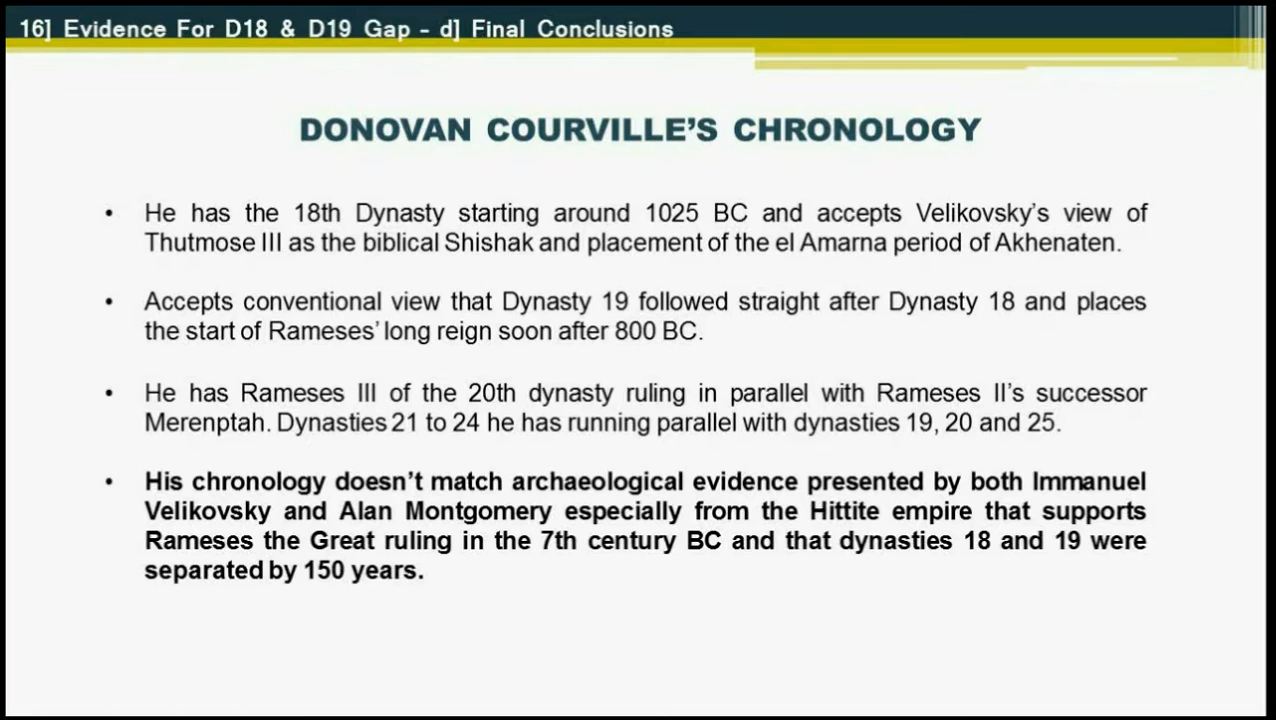 16] Evidence For D18 & D19 Gap – d] Final Conclusions
DONOVAN COURVILLE'S CHRONOLOGY
• He has the 18th Dynasty starting around 1025 BC and accepts Velikovsky's view of
Thutmose III as the biblical Shishak and placement of the el Amarna period of Akhenaten.
• Accepts conventional view that Dynasty 19 followed straight after Dynasty 18 and places
the start of Rameses' long reign soon after 800 BC.
• He has Rameses III of the 20th dynasty ruling in parallel with Rameses II's successor
Merenptah. Dynasties 21 to 24 he has running parallel with dynasties 19, 20 and 25.
• His chronology doesn't match archaeological evidence presented by both Immanuel
Velikovsky and Alan Montgomery especially from the Hittite empire that supports
Rameses the Great ruling in the 7th century BC and that dynasties 18 and 19 were
separated by 150 years.